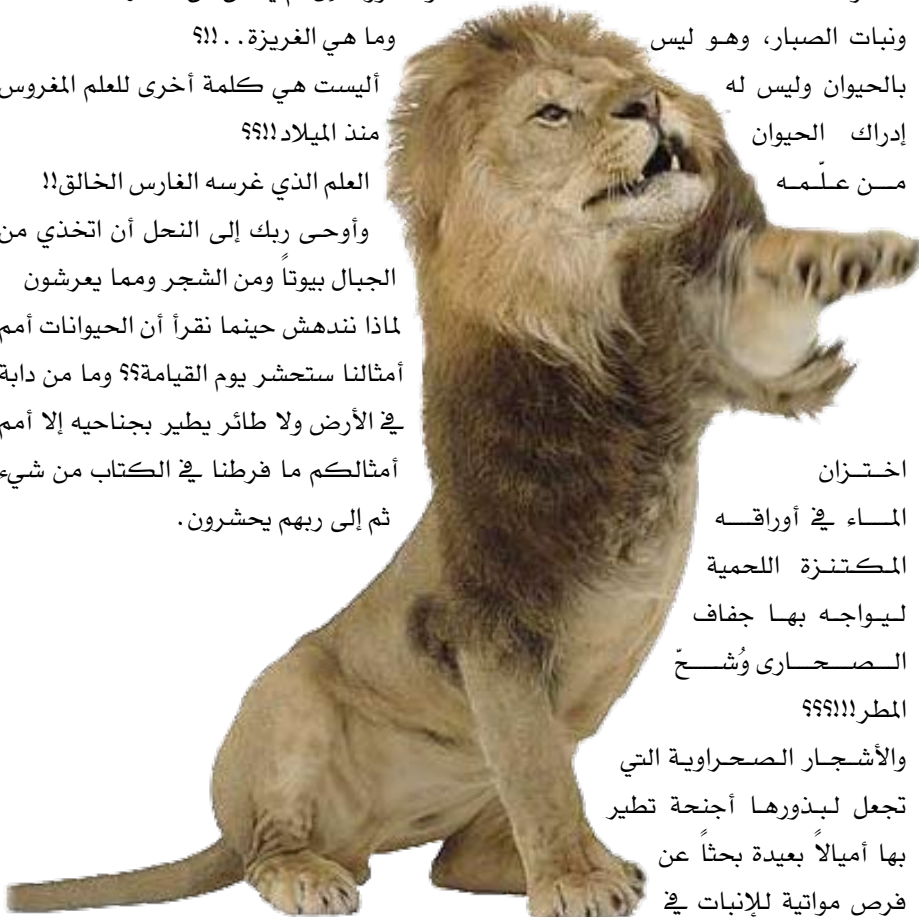 ونبات الصبار، وهو ليس
بالحيوان وليس له
إدراك الحيوان
من علّمه
اختزان
الماء في أوراقه
المكتنزة اللحمية
ليواجه بها جفاف
الصحارى وُشحّ
المطر!!!؟؟؟
والأشجار الصحراوية التي
تجعل لبذورها أجنحة تطير
بها أميالاً بعيدة بحثاً عن
فرص مواتية للإنبات في
وما هي الغريزة..!!؟
أليست هي كلمة أخرى للعلم المغروس
منذ الميلاد!!؟؟
العلم الذي غرسه الغارس الخالق!!
وأوحى ربك إلى النحل أن اتخذي من
الجبال بيوتاً ومن الشجر ومما يعرشون
لماذا نندهش حينما نقرأ أن الحيوانات أمم
أمثالنا ستحشر يوم القيامة؟؟ وما من دابة
في الأرض ولا طائر يطير بجناحيه إلا أمم
أمثالكم ما فرطنا في الكتاب من شيء
ثم إلى ربهم يحشرون.